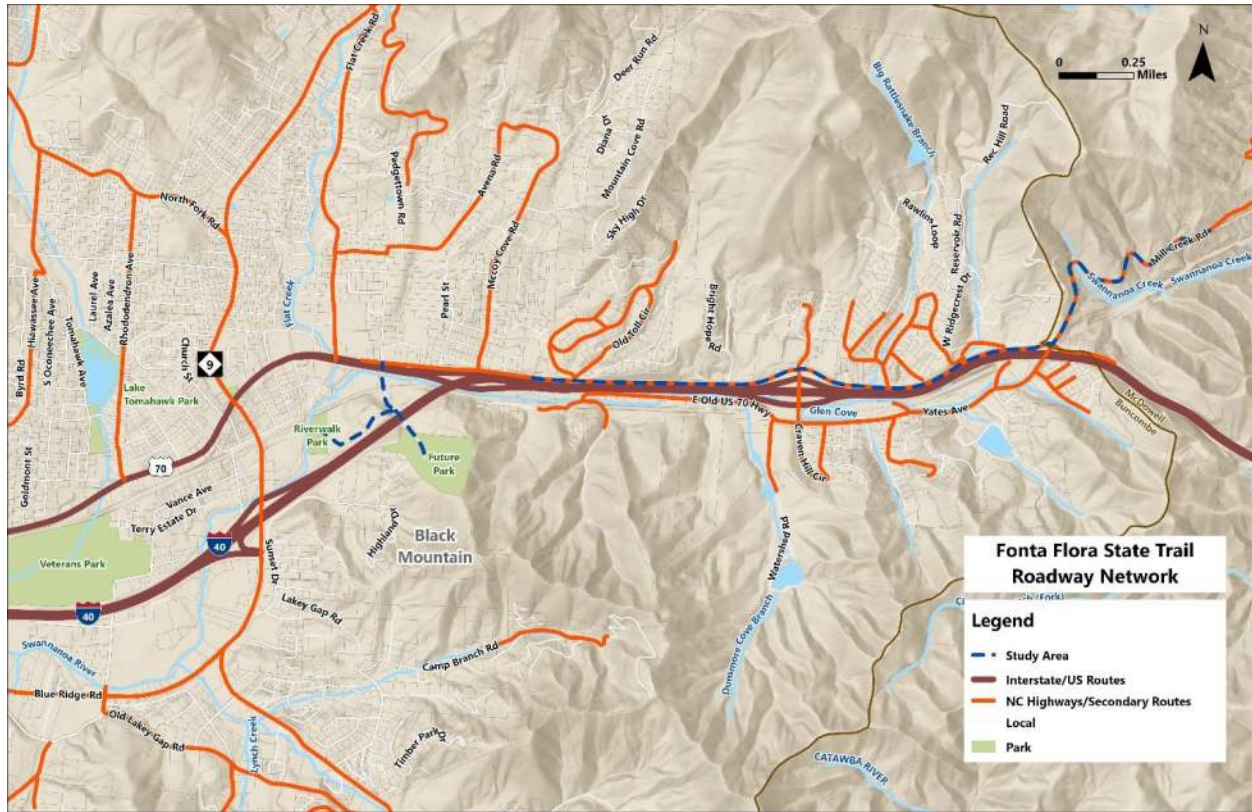 N
0 0.25
Miles
Flat Creek Rd
Deer Run Rd
Big Rattlesnake Branch
Diana Dr
Mountain Cove Rd
Rec Hill Road
Padgettown Rd
Avena Rd
North Fork Rd
Sky High Dr
Rawlins Loop
Reservoir Rd
Mill Creek Rd
Swannanoa Creek
Swannanoa Creek
Hiawassee Ave
Laurel Ave
Azalea Ave
Rhododendron Ave
Flat Creek
Mccoy Cove Rd
Pearl St
Bright Hope Rd
W Ridgecrest Dr
Byrd Rd
S Oconeechee Ave
Tomahawk Ave
Church St
9
Old Toll Cir
Lake
Tomahawk Park
E Old US 70 Hwy
Glen Cove
Yates Ave
McDowell
Buncombe
Riverwalk
Park
Craven Hill Cir
Goldmont St
70
Future
Park
Vance Ave
Terry Estate Dr
Highland Dr
Black
Mountain
40
Veterans Park
Sunset Dr
Watershed Rd
40
Lakey Gap Rd
Dunsmore Cove Branch
Swannanoa River
Camp Branch Rd
Blue Ridge Rd
Old Lakey Gap Rd
Lynch Creek
Timber Park Dr
CATAWBA RIVER
(Fork)
Fonta Flora State Trail
Roadway Network
Legend
Study Area
Interstate/US Routes
NC Highways/Secondary Routes
Local
Park